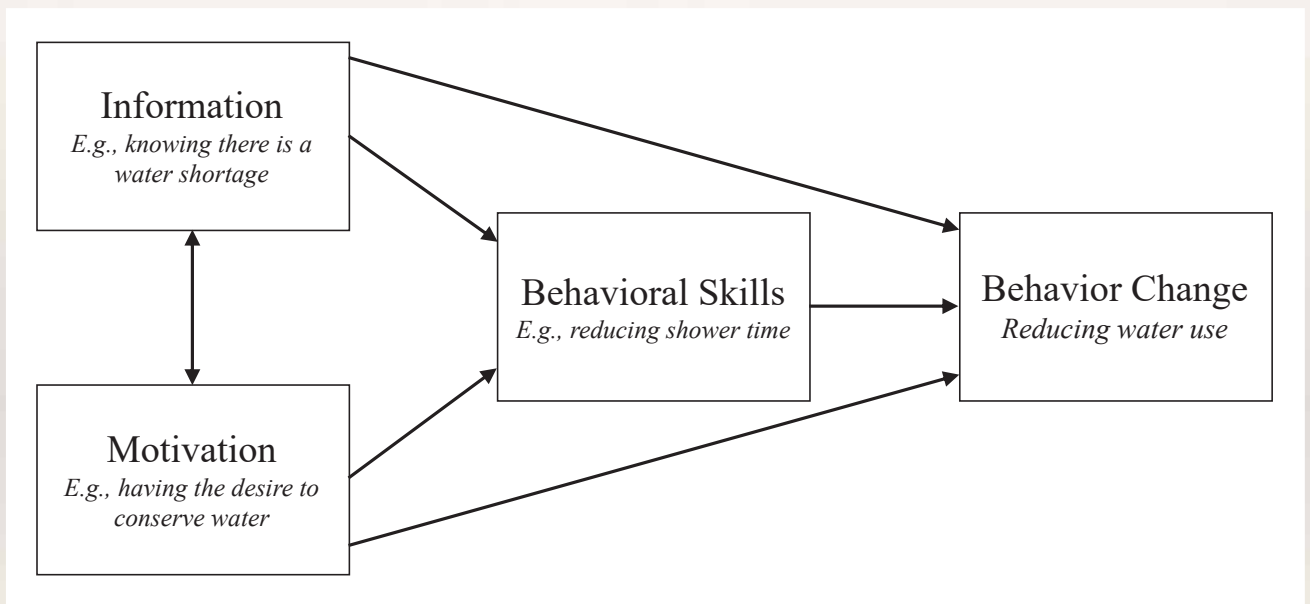 Information
E.g., knowing there is a
water shortage
Behavioral Skills
E.g., reducing shower time
Behavior Change
Reducing water use
Motivation
E.g., having the desire to
conserve water